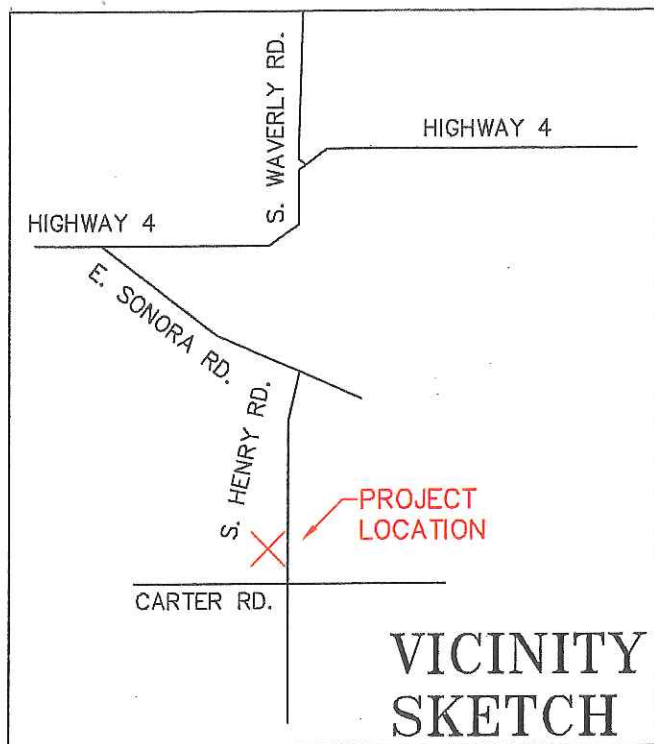 S. WAVERLY RD.
HIGHWAY 4
HIGHWAY 4
E. SONORA RD.
S. HENRY RD.
PROJECT
LOCATION
CARTER RD.
VICINITY
SKETCH